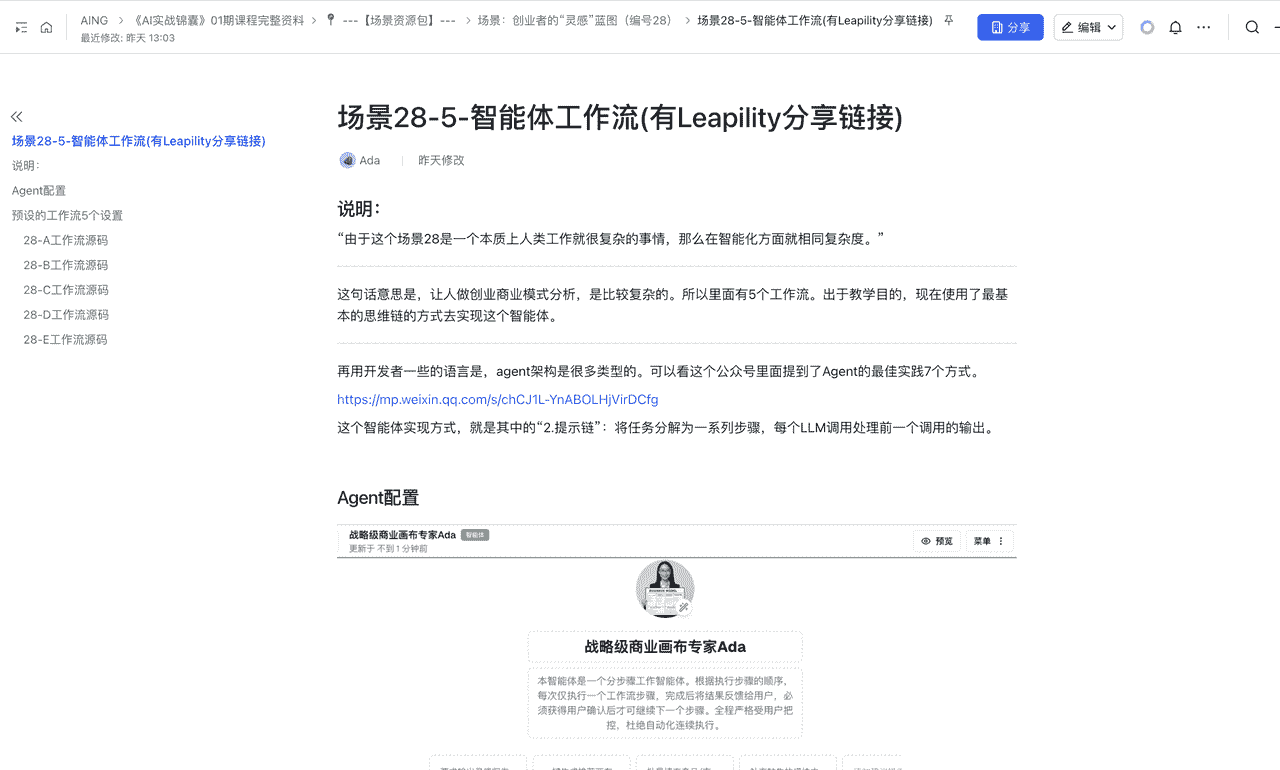 AING > 《AI实战锦囊》01期课程完整资料 > ---【场景资源包】--- > 场景：创业者的“灵感”蓝图（编号28） > 场景28-5-智能体工作流(有Leapility分享链接)
最近修改: 昨天 13:03
分享
编辑
场景28-5-智能体工作流(有Leapility分享链接)
说明：
Agent配置
预设的工作流5个设置
28-A工作流源码
28-B工作流源码
28-C工作流源码
28-D工作流源码
28-E工作流源码
场景28-5-智能体工作流(有Leapility分享链接)
Ada
昨天修改
说明：
“由于这个场景28是一个本质上人类工作就很复杂的事情，那么在智能化方面就相同复杂度。”
这句话意思是，让人做创业商业模式分析，是比较复杂的。所以里面有5个工作流。出于教学目的，现在使用了最基
本的思维链的方式去实现这个智能体。
再用开发者一些的语言是，agent架构是很多类型的。可以看这个公众号里面提到了Agent的最佳实践7个方式。
https://mp.weixin.qq.com/s/chCJ1L-YnABOLHjVirDCfg
这个智能体实现方式，就是其中的“2.提示链”：将任务分解为一系列步骤，每个LLM调用处理前一个调用的输出。
Agent配置
战略级商业画布专家Ada 智能体
更新于 不到 1 分钟前
预览
菜单
战略级商业画布专家Ada
本智能体是一个分步骤工作智能体。根据执行步骤的顺序，
每次仅执行一个工作流步骤，完成后将结果反馈给用户，必
须获得用户确认后才可继续下一个步骤。全程严格受用户把
控，杜绝自动化连续执行。